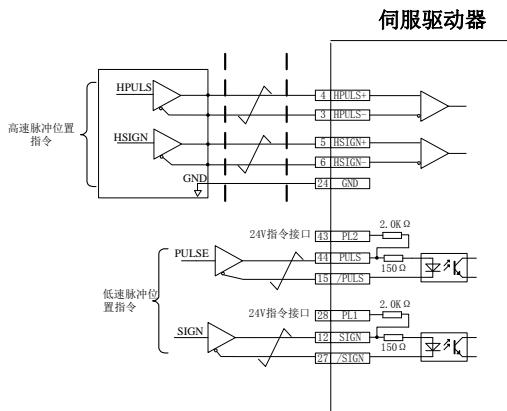 伺服驱动器
HPULS
4 HPULS+
3 HPULS-
高速脉冲位置
指令
HSIGN
5 HSIGN+
6 HSIGN-
GND
24 GND
24V指令接口 43 PL2 2.0KΩ
PULSE
44 PULS 150Ω
15 /PULS
低速脉冲位
置指令
24V指令接口 28 PL1 2.0KΩ
SIGN
12 SIGN 150Ω
27 /SIGN